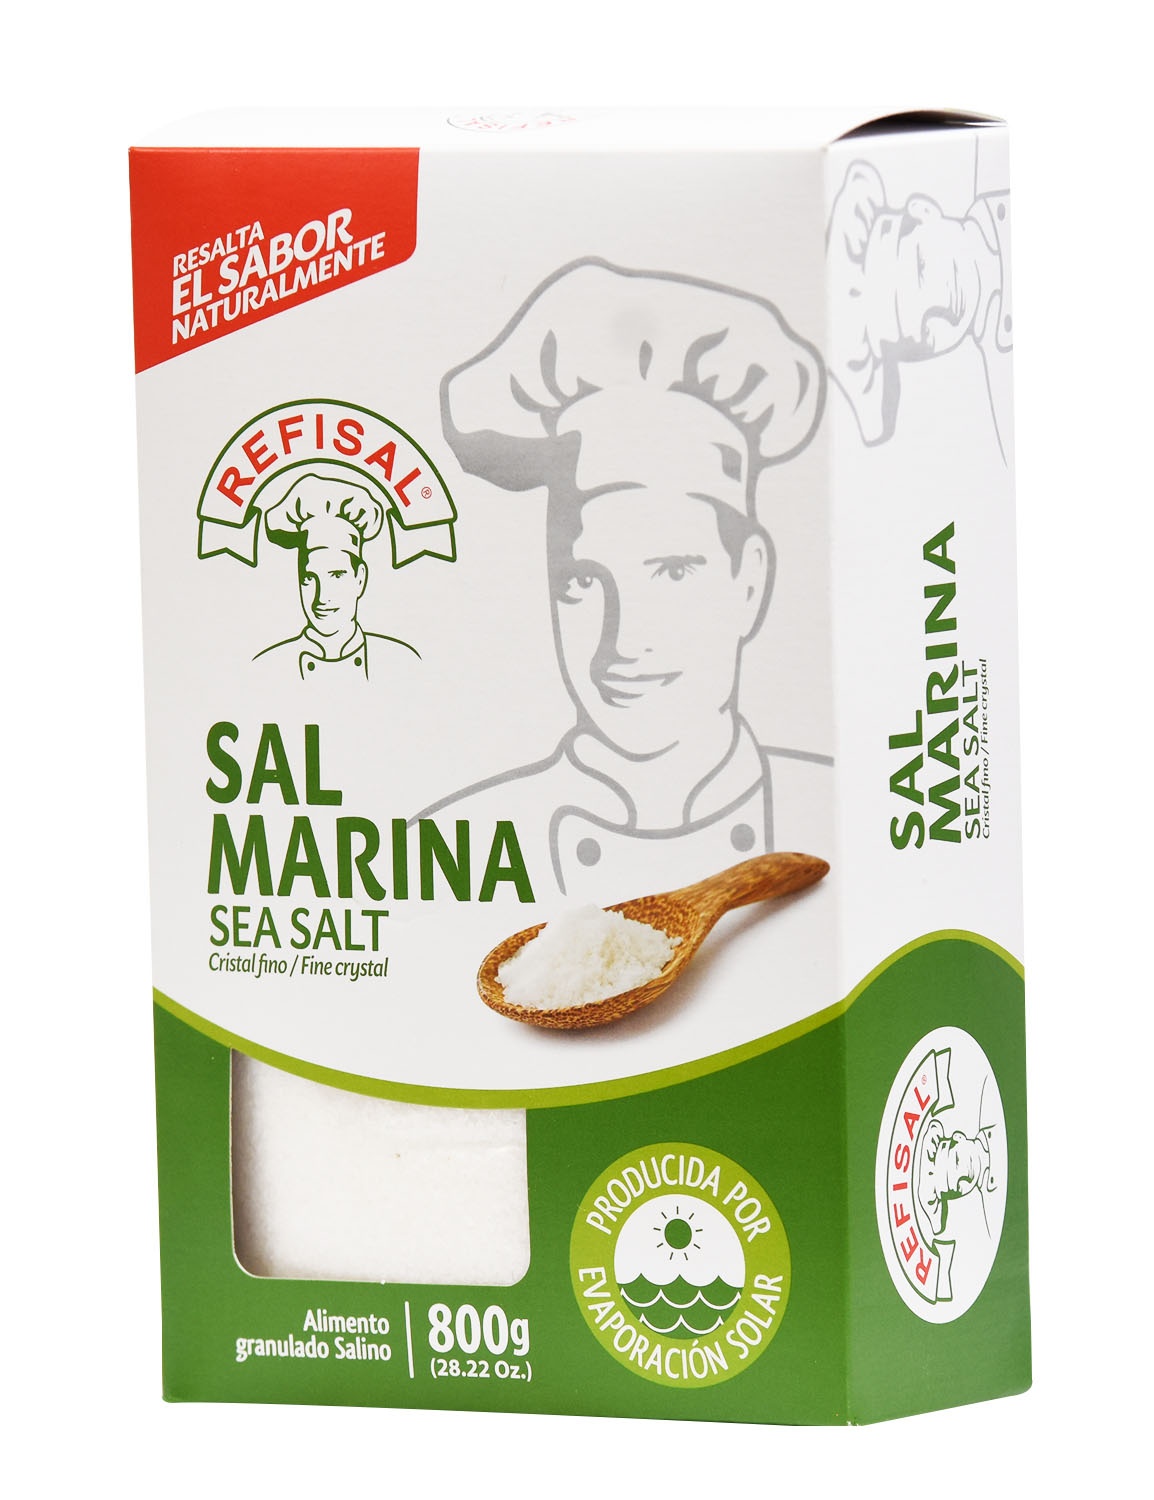 RESALTA
EL SABOR
NATURALMENTE
REFISAL®
SAL
MARINA
SEA SALT
Cristal fino / Fine crystal
Alimento
granulado Salino
800g
(28.22 Oz.)
PRODUCIDA POR
EVAPORACIÓN SOLAR
SAL
MARINA
SEA SALT
Cristal fino / Fine crystal
REFISAL®